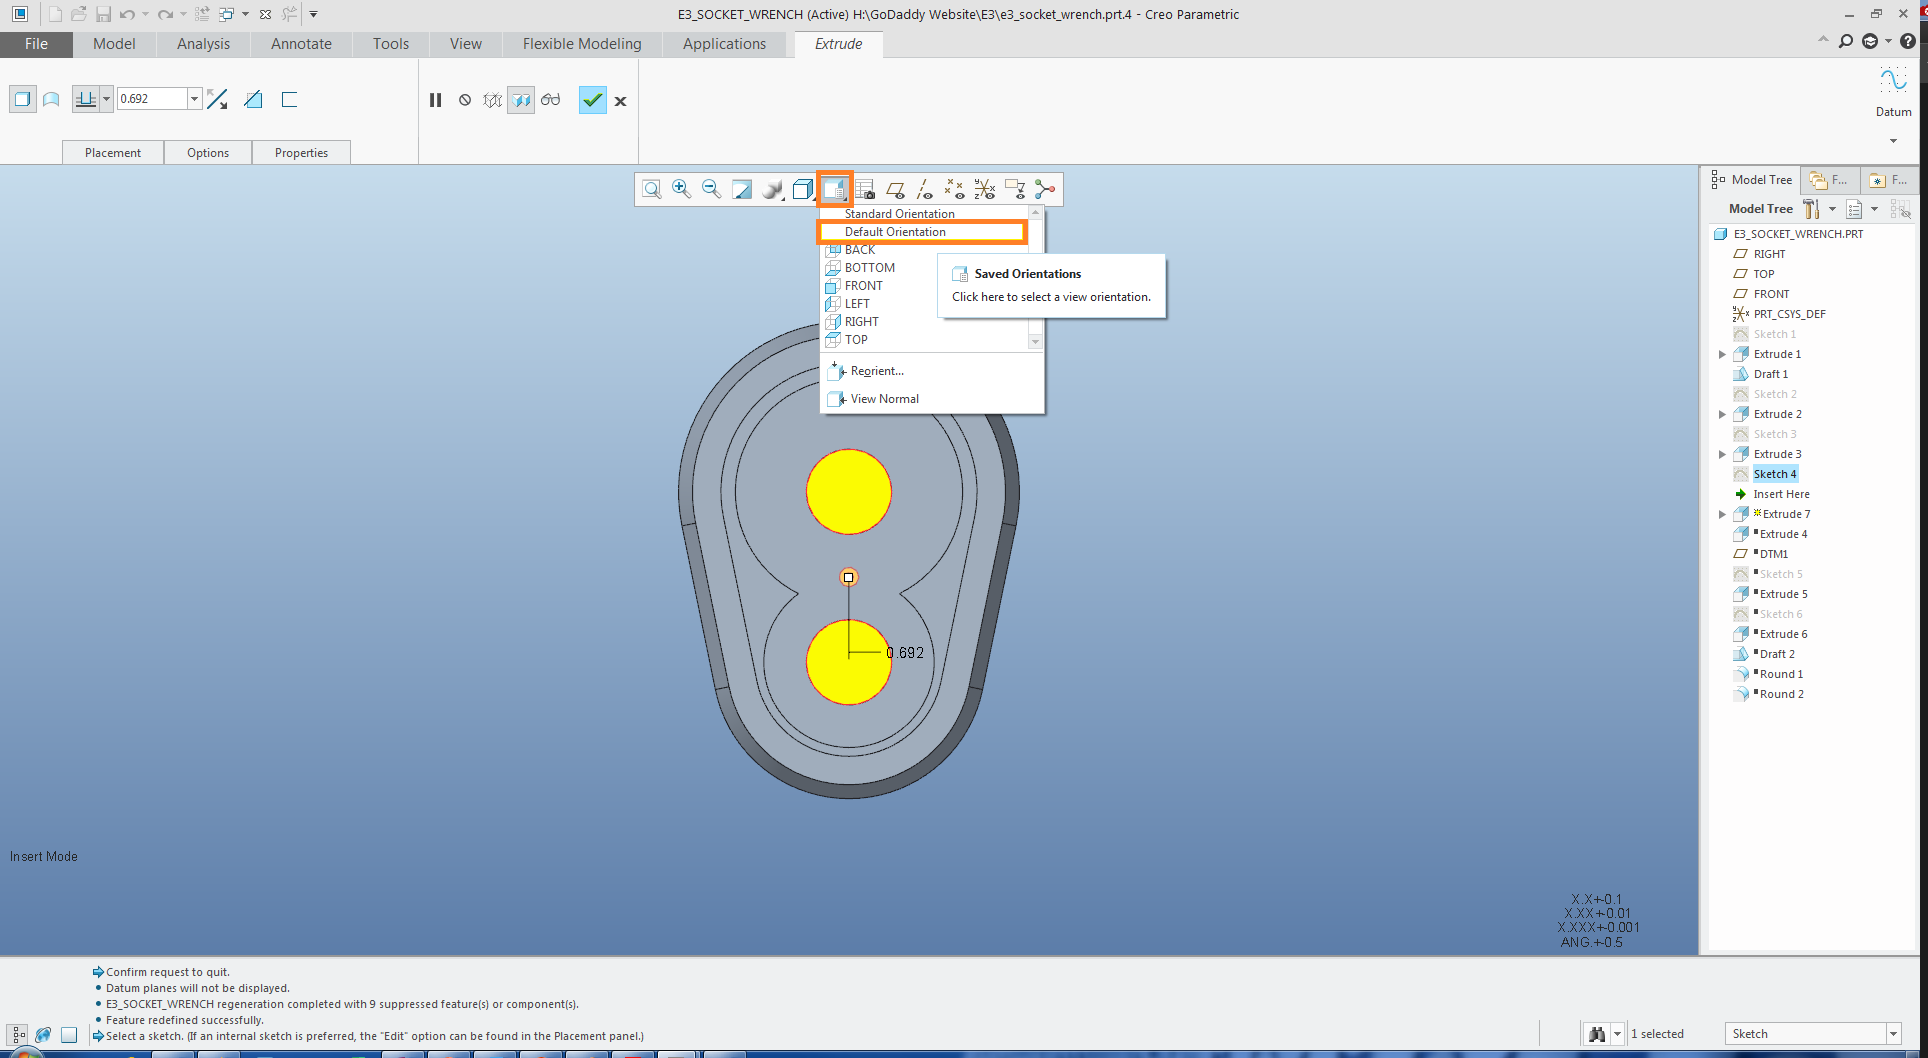 E3_SOCKET_WRENCH (Active) H:\GoDaddy Website\E3\e3_socket_wrench.prt.4 - Creo Parametric
File Model Analysis Annotate Tools View Flexible Modeling Applications Extrude
0.692
Datum
Placement Options Properties
Standard Orientation
Default Orientation
BACK
BOTTOM
FRONT
LEFT
RIGHT
TOP
Reorient...
View Normal
Saved Orientations
Click here to select a view orientation.
0.692
Insert Mode
X.X+-0.1
X.XX+-0.01
X.XXX+-0.001
ANG.+-0.5
Model Tree F... F...
Model Tree
E3_SOCKET_WRENCH.PRT
RIGHT
TOP
FRONT
PRT_CSYS_DEF
Sketch 1
Extrude 1
Draft 1
Sketch 2
Extrude 2
Sketch 3
Extrude 3
Sketch 4
Insert Here
Extrude 7
Extrude 4
DTM1
Sketch 5
Extrude 5
Sketch 6
Extrude 6
Draft 2
Round 1
Round 2
Confirm request to quit.
Datum planes will not be displayed.
E3_SOCKET_WRENCH regeneration completed with 9 suppressed feature(s) or component(s).
Feature redefined successfully.
Select a sketch. (If an internal sketch is preferred, the "Edit" option can be found in the Placement panel.)
1 selected
Sketch